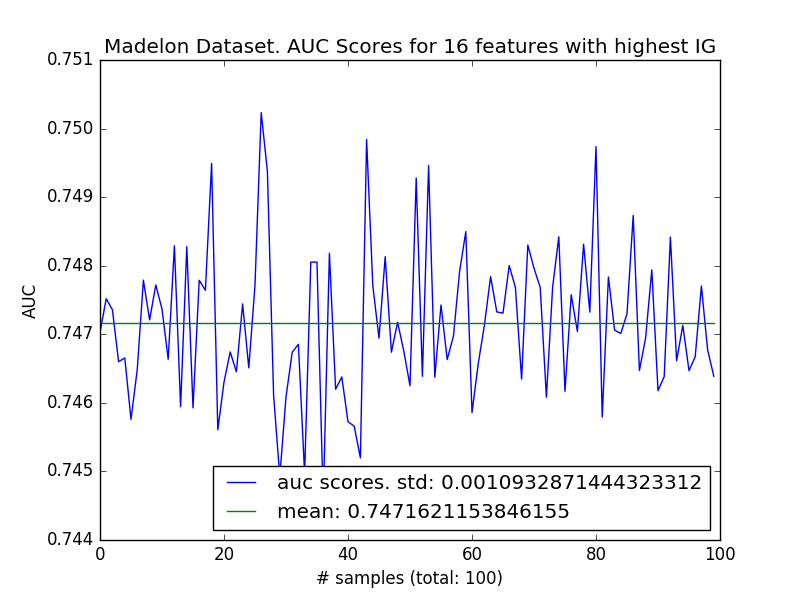 Madelon Dataset. AUC Scores for 16 features with highest IG
0.751
0.750
0.749
0.748
0.747
0.746
0.745
0.744
AUC
auc scores. std: 0.0010932871444323312
mean: 0.7471621153846155
0 20 40 60 80 100
# samples (total: 100)